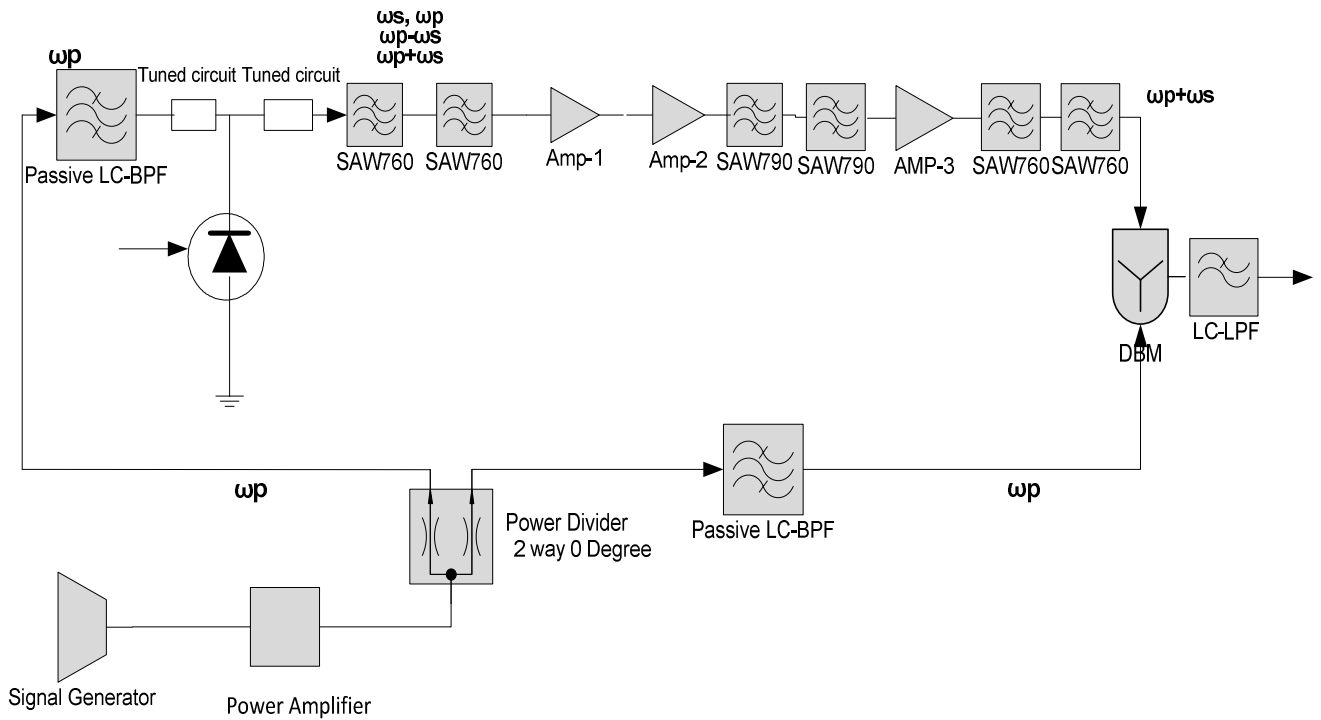 ωs, ωp
ωp-ωs
ωp+ωs
ωp
Tuned circuit Tuned circuit
ωp+ωs
Passive LC-BPF
SAW760
SAW760
Amp-1
Amp-2
SAW790
SAW790
AMP-3
SAW760
SAW760
DBM
LC-LPF
ωp
ωp
Power Divider
2 way 0 Degree
Passive LC-BPF
Signal Generator
Power Amplifier